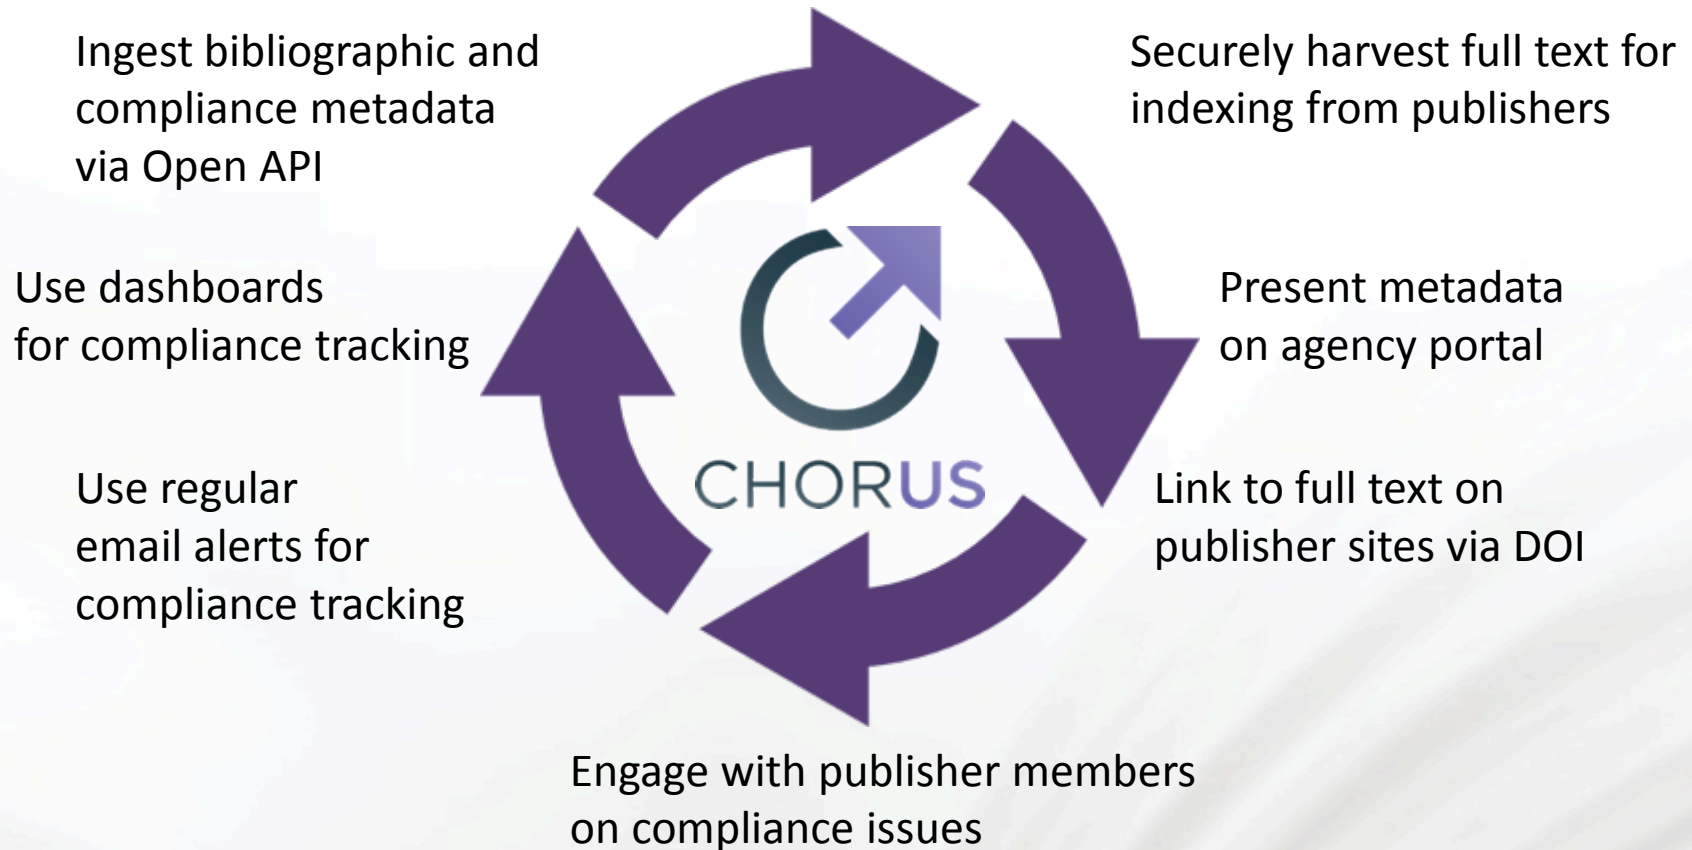 Ingest bibliographic and
compliance metadata
via Open API
Securely harvest full text for
indexing from publishers
Use dashboards
for compliance tracking
Present metadata
on agency portal
CHORUS
Use regular
email alerts for
compliance tracking
Link to full text on
publisher sites via DOI
Engage with publisher members
on compliance issues